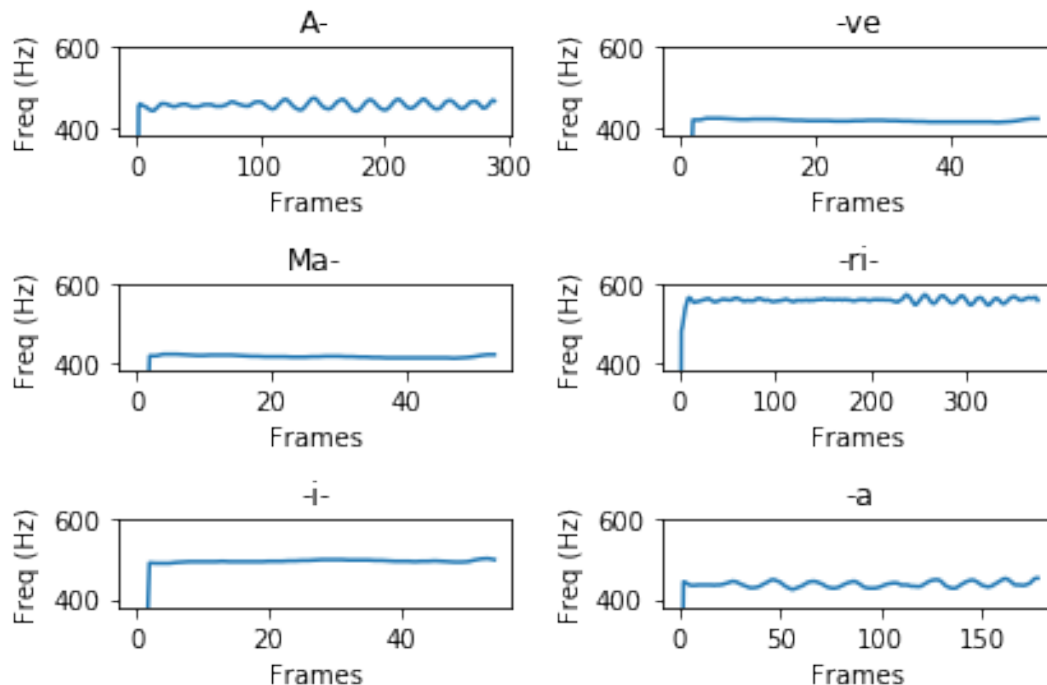 A-
600
400
Freq (Hz)
0 100 200 300
Frames
-ve
600
400
Freq (Hz)
0 20 40
Frames
Ma-
600
400
Freq (Hz)
0 20 40
Frames
-ri-
600
400
Freq (Hz)
0 100 200 300
Frames
-i-
600
400
Freq (Hz)
0 20 40
Frames
-a
600
400
Freq (Hz)
0 50 100 150
Frames